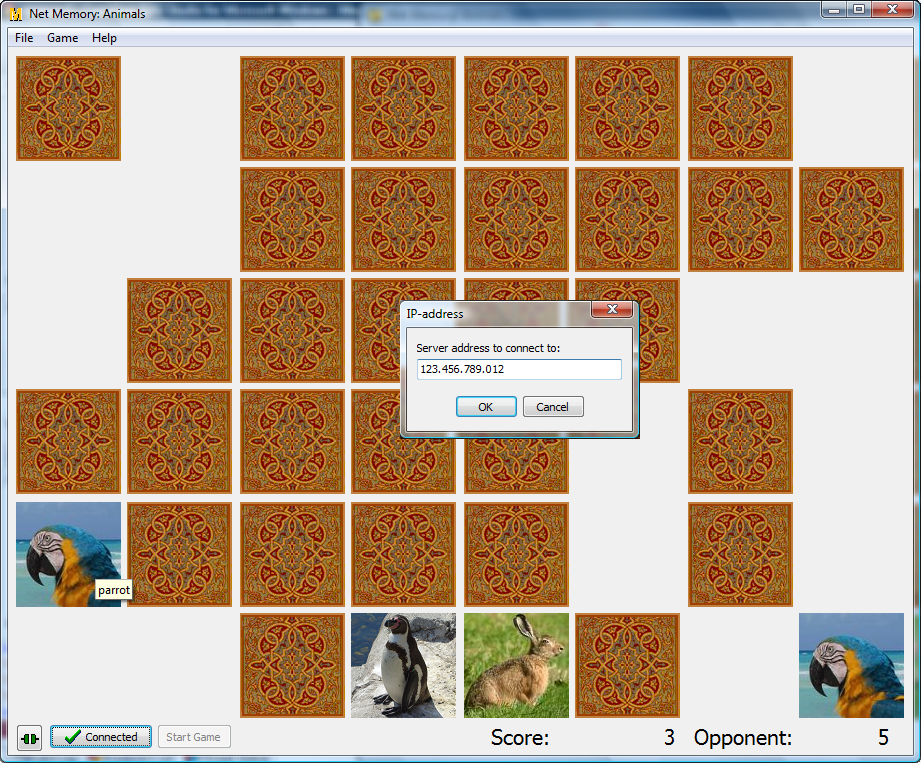 Net Memory: Animals
File Game Help
IP-address
Server address to connect to:
123.456.789.012
OK Cancel
parrot
Connected Start Game Score: 3 Opponent: 5